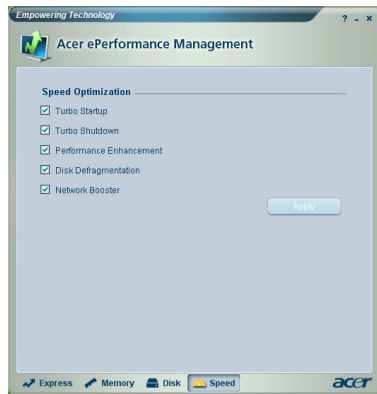 Empowering Technology ? - ×
Acer ePerformance Management
Speed Optimization
Turbo Startup
Turbo Shutdown
Performance Enhancement
Disk Defragmentation
Network Booster
Apply
Express Memory Disk Speed acer